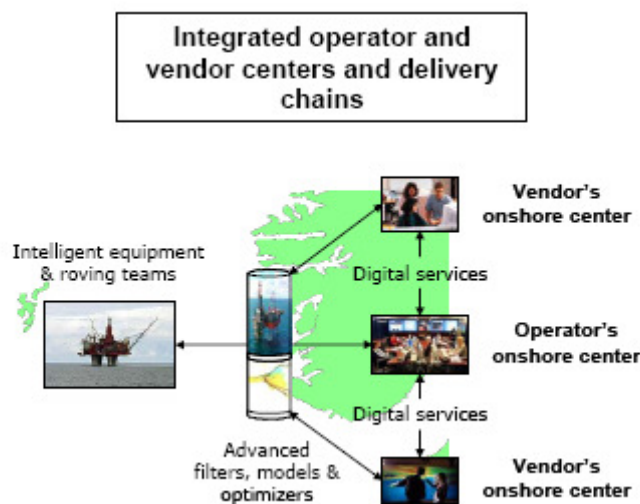 Integrated operator and
vendor centers and delivery
chains
Vendor's
onshore center
Intelligent equipment
& roving teams
Digital services
Operator's
onshore center
Digital services
Advanced
filters, models &
optimizers
Vendor's
onshore center